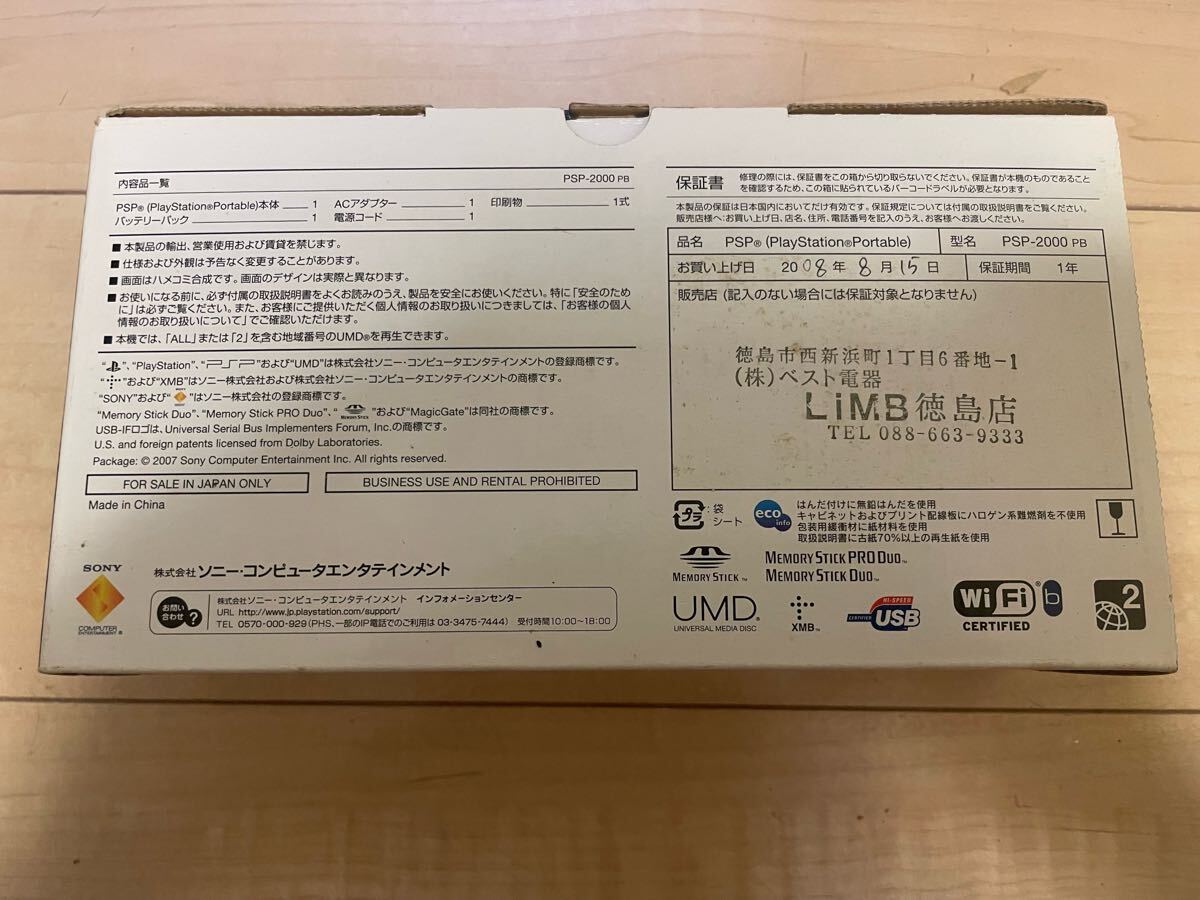 内容品一覧 PSP-2000 PB
PSP® (PlayStation®Portable)本体 1 ACアダプター 1 印刷物 1式
バッテリーパック 1 電源コード 1
■ 本製品の輸出、営業使用および賃貸を禁じます。
■ 仕様および外観は予告なく変更することがあります。
■ 画面はハメコミ合成です。画面のデザインは実際と異なります。
■ お使いになる前に、必ず付属の取扱説明書をよくお読みのうえ、製品を安全にお使いください。特に「安全のため
に」は必ずご覧ください。また、お客様にご提供いただく個人情報のお取り扱いにつきましては、「お客様の個人
情報のお取り扱いについて」でご確認いただけます。
■ 本機では、「ALL」または「2」を含む地域番号のUMD®を再生できます。
“ ”、“PlayStation”、“PSP”および“UMD”は株式会社ソニー・コンピュータエンタテインメントの登録商標です。
“ ”および“XMB”はソニー株式会社および株式会社ソニー・コンピュータエンタテインメントの商標です。
“SONY”および“ ”はソニー株式会社の登録商標です。
“Memory Stick Duo”、“Memory Stick PRO Duo”、“ MEMORY STICK ”および“MagicGate”は同社の商標です。
USB-IFロゴは、Universal Serial Bus Implementers Forum, Inc.の商標です。
U.S. and foreign patents licensed from Dolby Laboratories.
Package: © 2007 Sony Computer Entertainment Inc. All rights reserved.
FOR SALE IN JAPAN ONLY
BUSINESS USE AND RENTAL PROHIBITED
Made in China
SONY
COMPUTER
ENTERTAINMENT®
株式会社 ソニー・コンピュータエンタテインメント
お問い
合わせ ?
株式会社ソニー・コンピュータエンタテインメント インフォメーションセンター
URL http://www.jp.playstation.com/support/
TEL 0570-000-929 (PHS、一部のIP電話でのご利用は 03-3475-7444) 受付時間10:00～18:00
保証書
修理の際には、保証書をこの箱から切り取らないでください。保証書が本機のものであること
を確認するため、この箱に貼られているバーコードラベルが必要となります。
本製品の保証は日本国内においてだけ有効です。保証規定については付属の取扱説明書をご覧ください。
販売店様へ:お買い上げ日、店名、住所、電話番号を記入のうえ、お客様へお渡しください。
品名 PSP® (PlayStation®Portable) 型名 PSP-2000 PB
お買い上げ日 2008年 8月15日 保証期間 1年
販売店 (記入のない場合には保証対象となりません)
徳島市西新浜町1丁目6番地-1
(株)ベスト電器
LiMB徳島店
TEL 088-663-9333
プラ :袋
シート
eco
info
はんだ付けに無鉛はんだを使用
キャビネットおよびプリント配線板にハロゲン系難燃剤を不使用
包装用緩衝材に紙材料を使用
取扱説明書に古紙70%以上の再生紙を使用
MEMORY STICK™
MEMORY STICK PRO DUO™
MEMORY STICK DUO™
UMD®
UNIVERSAL MEDIA DISC
XMB™
HI-SPEED
CERTIFIED USB
Wi Fi® b
CERTIFIED
2